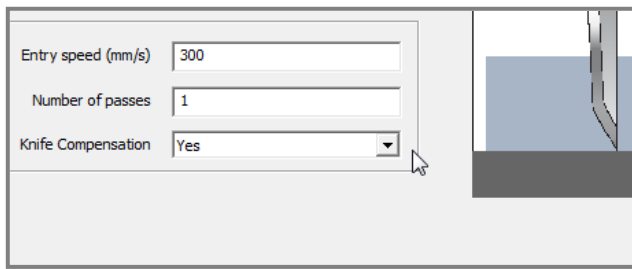 Entry speed (mm/s) 300
Number of passes 1
Knife Compensation Yes